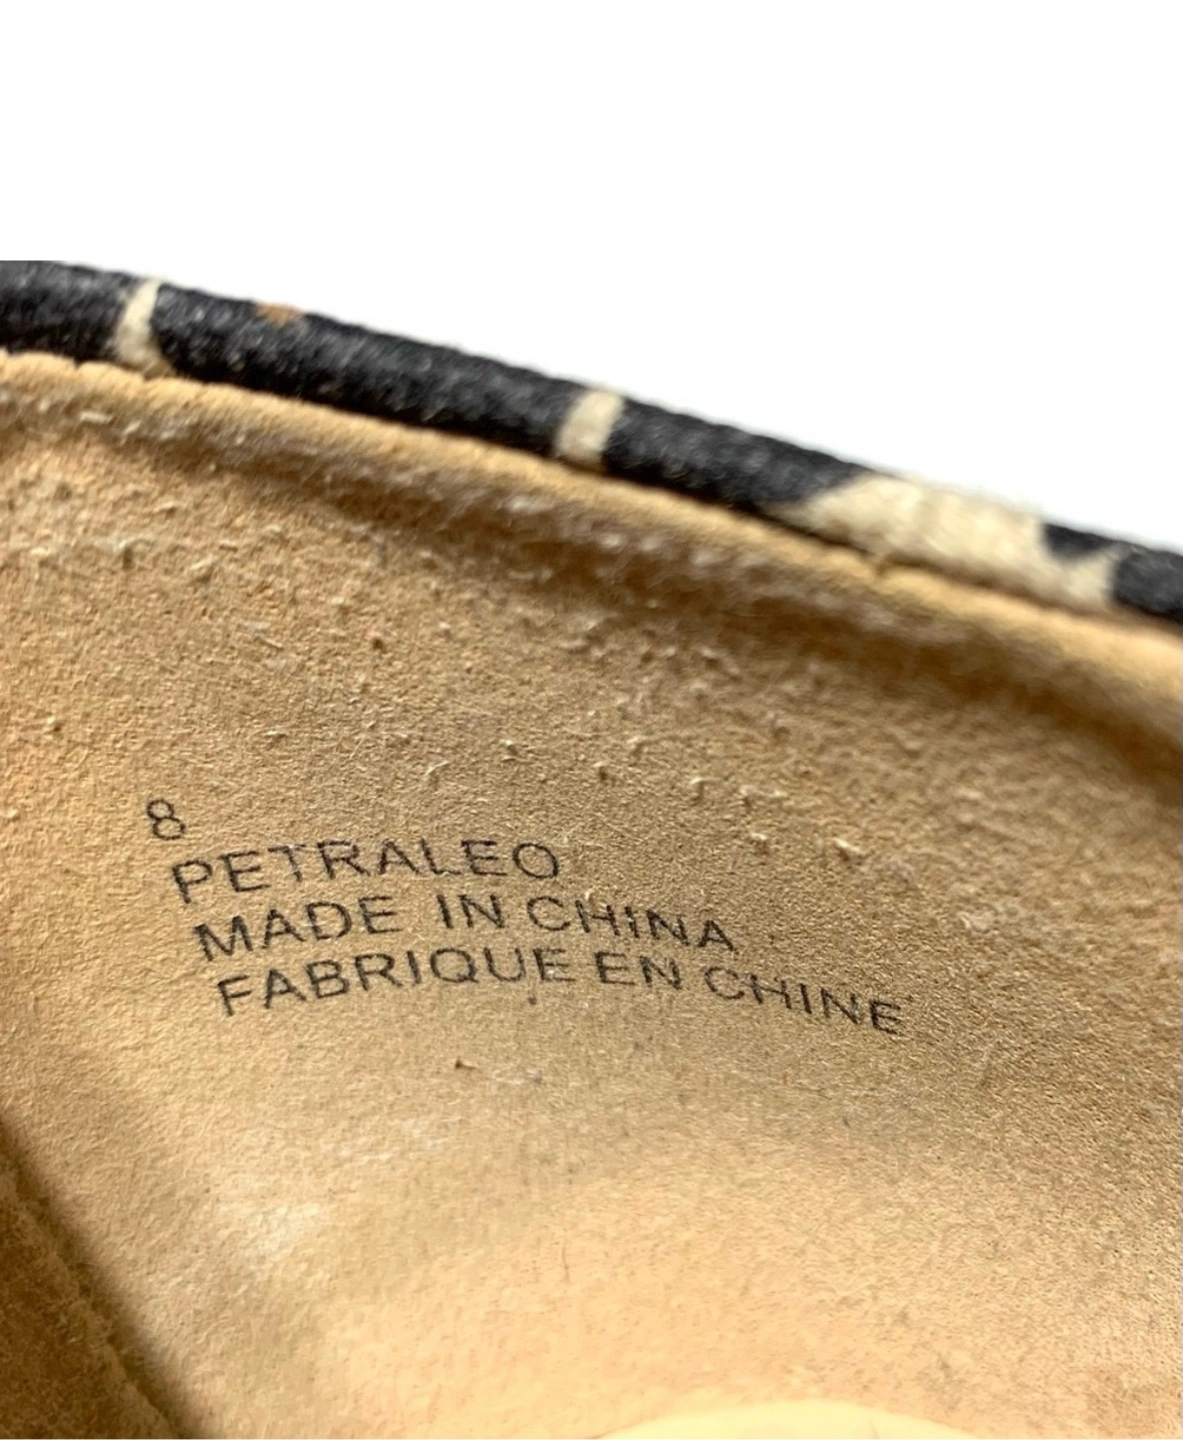 8
PETRALEO
MADE IN CHINA
FABRIQUE EN CHINE